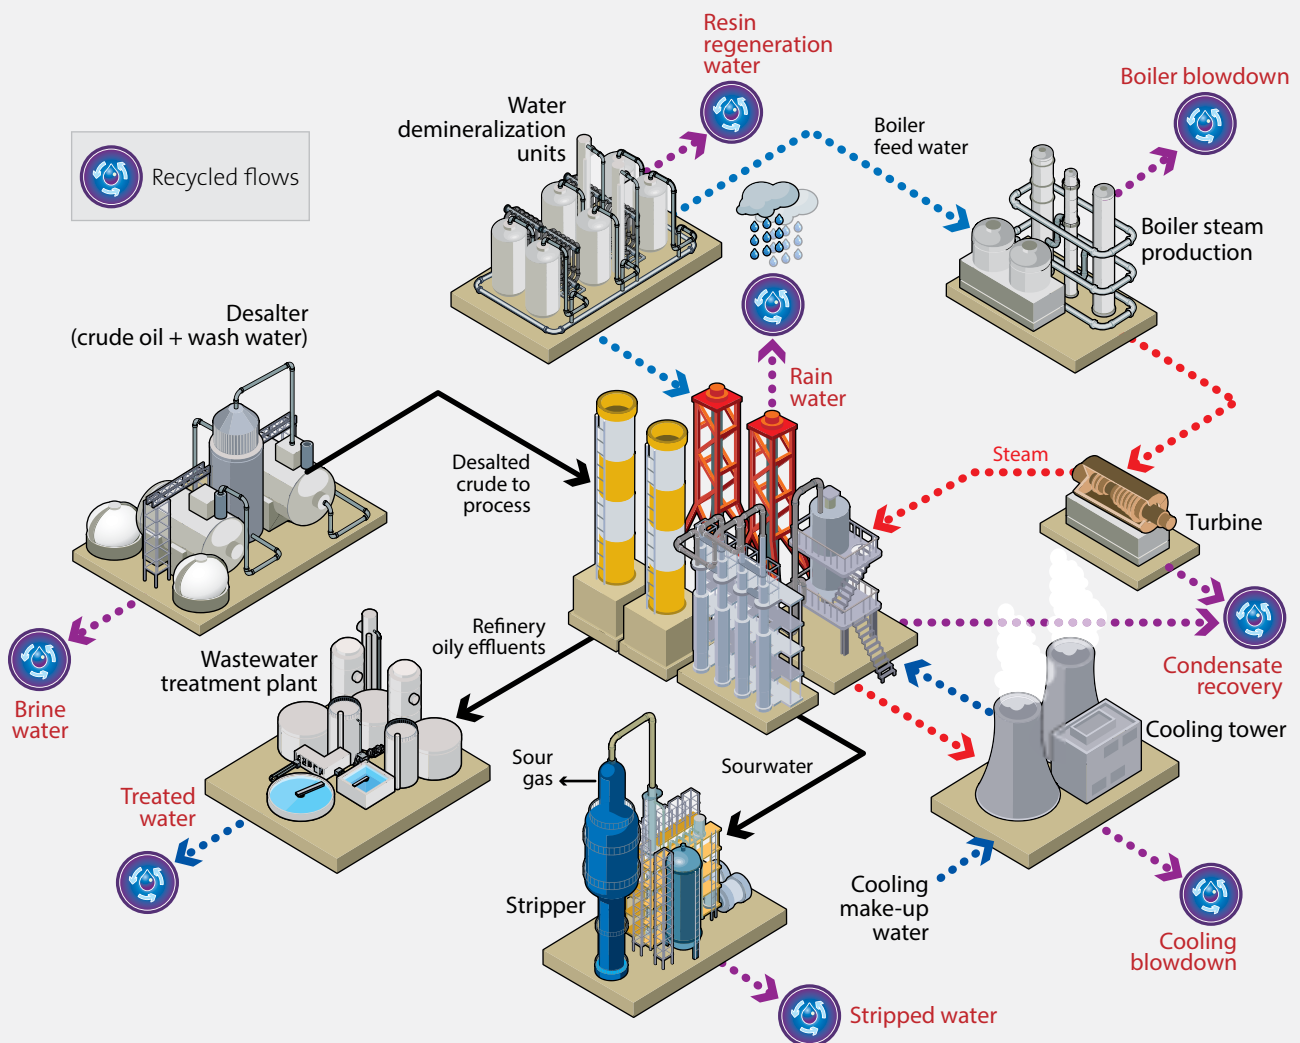 Resin
regeneration
water
Boiler blowdown
Water
demineralization
units
Boiler
feed water
Recycled flows
Boiler steam
production
Desalter
(crude oil + wash water)
Rain
water
Desalted
crude to
process
Steam
Turbine
Refinery
oily effluents
Wastewater
treatment plant
Condensate
recovery
Brine
water
Cooling tower
Sour
gas
Sourwater
Treated
water
Stripper
Cooling
make-up
water
Cooling
blowdown
Stripped water